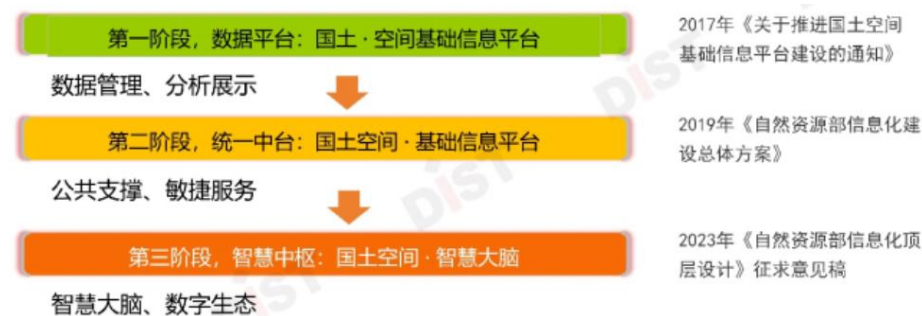 第一阶段，数据平台：国土·空间基础信息平台
2017年《关于推进国土空间
基础信息平台建设的通知》
数据管理、分析展示
第二阶段，统一中台：国土空间·基础信息平台
2019年《自然资源部信息化建
设总体方案》
公共支撑、敏捷服务
第三阶段，智慧中枢：国土空间·智慧大脑
2023年《自然资源部信息化顶
层设计》征求意见稿
智慧大脑、数字生态
DIST
DIST
DIST